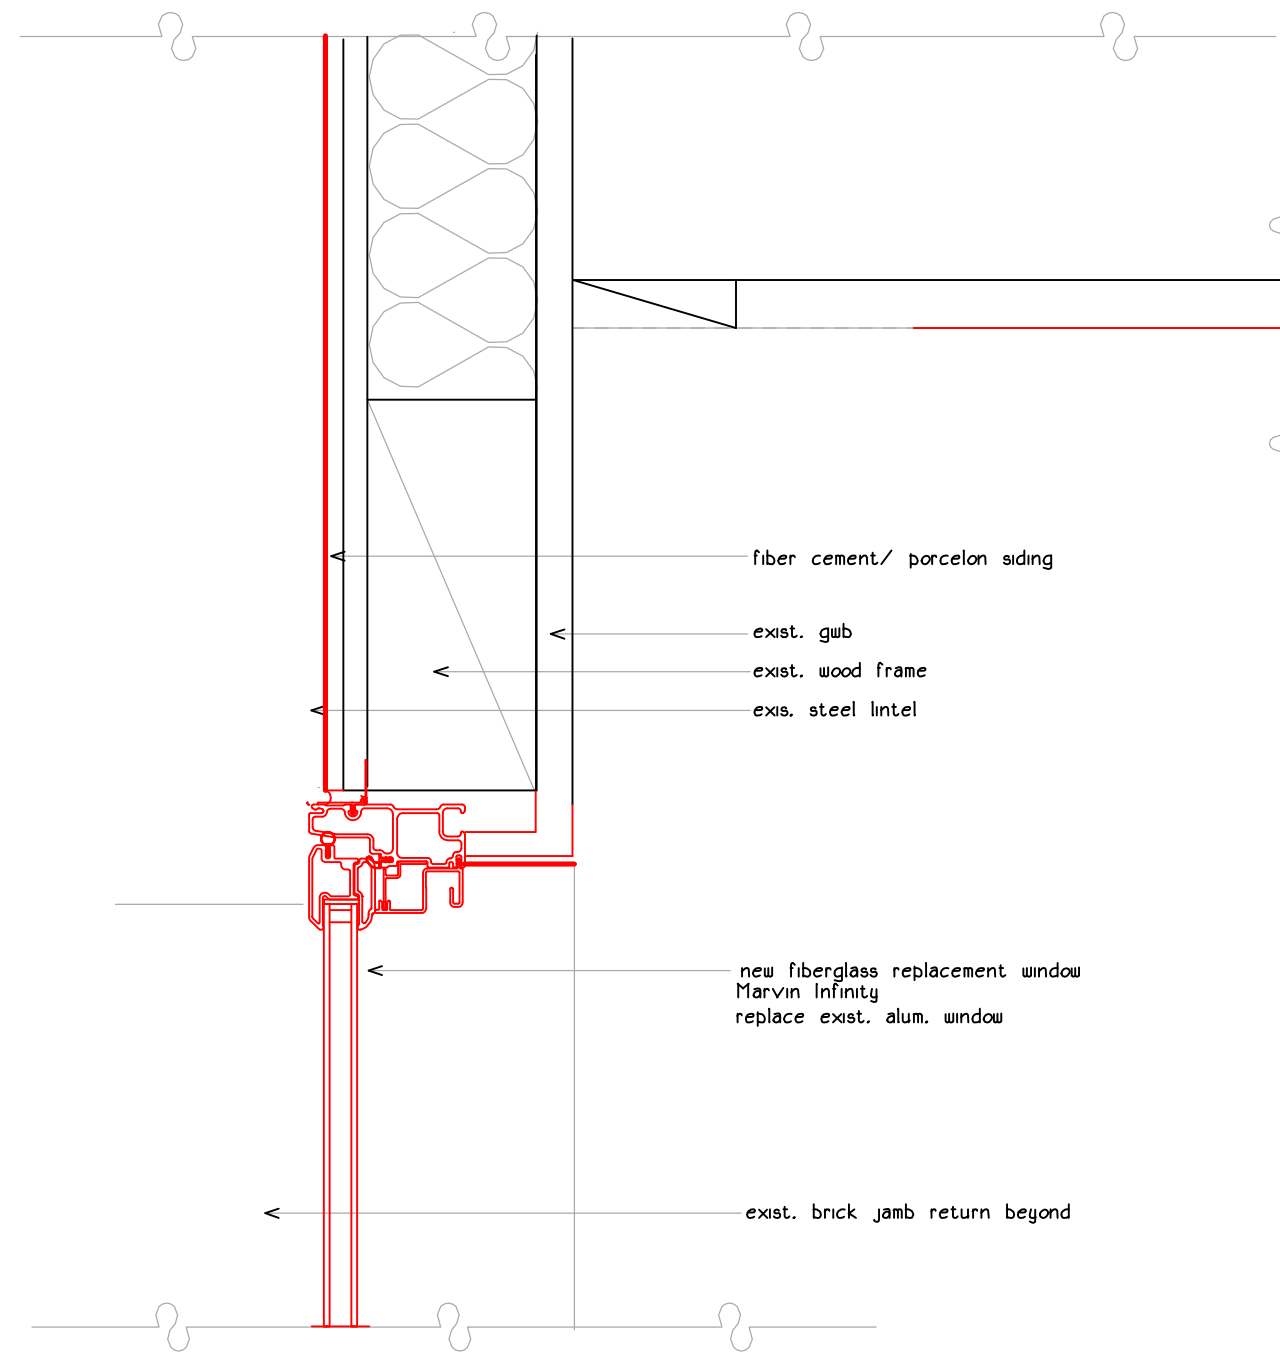 fiber cement/ porcelon siding
exist. gwb
exist. wood frame
exis. steel lintel
new fiberglass replacement window
Marvin Infinity
replace exist. alum. window
exist. brick jamb return beyond